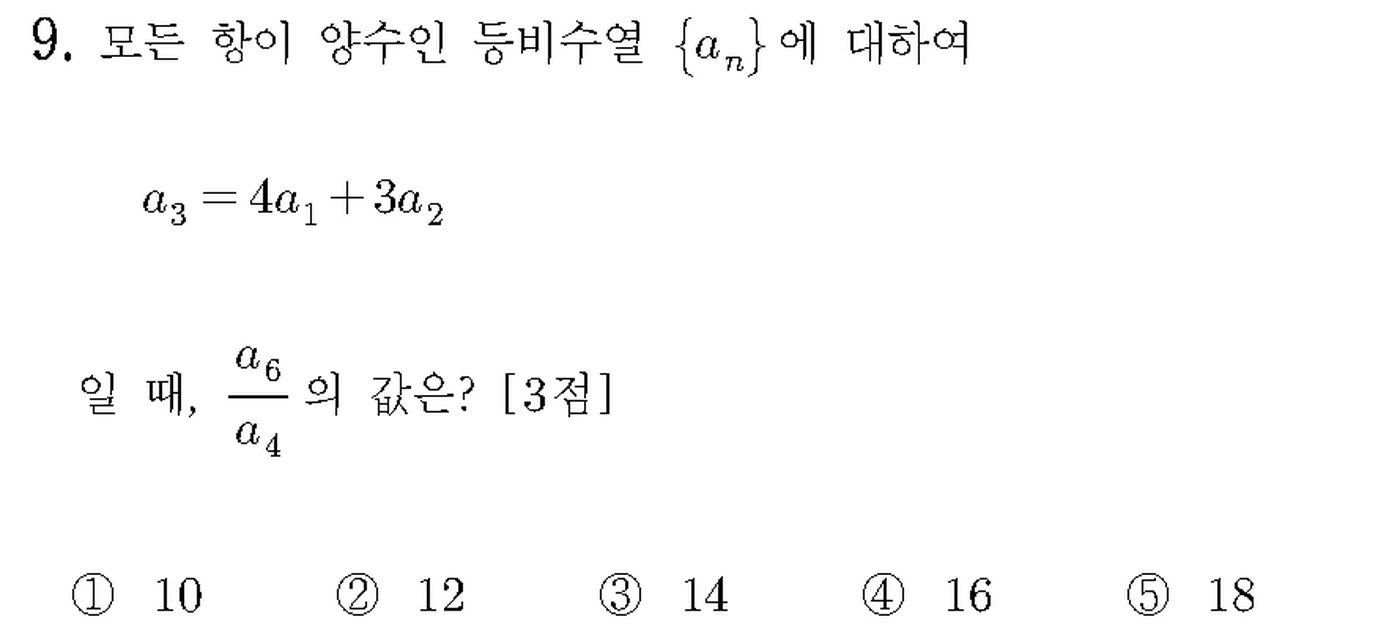 9. 모든 항이 양수인 등비수열 {aₙ}에 대하여
a₃ = 4a₁ + 3a₂
일 때, a₆/a₄ 의 값은? [3점]
① 10 ② 12 ③ 14 ④ 16 ⑤ 18